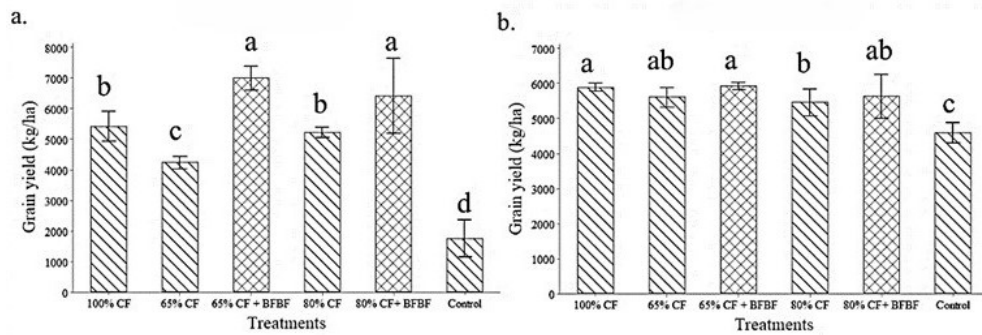 a.
8000
7000
6000
5000
4000
3000
2000
1000
0
Grain yield (kg/ha)
b
c
a
b
a
d
100% CF
65% CF
65% CF + BFBF
80% CF
80% CF+ BFBF
Control
Treatments
b.
7000
6000
5000
4000
3000
2000
1000
0
Grain yield (kg/ha)
a
ab
a
b
ab
c
100% CF
65% CF
65% CF + BFBF
80% CF
80% CF+ BFBF
Control
Treatments